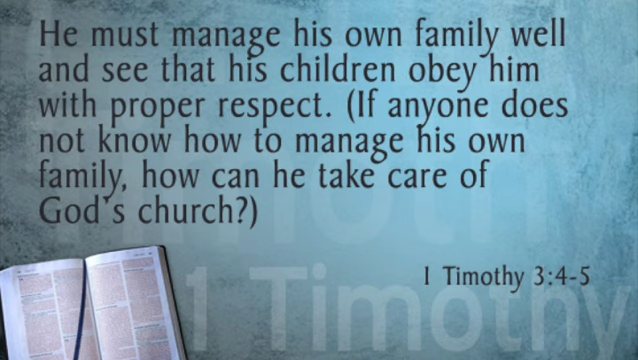 He must manage his own family well
and see that his children obey him
with proper respect. (If anyone does
not know how to manage his own
family, how can he take care of
God's church?)
1 Timothy 3:4-5
1 Timothy